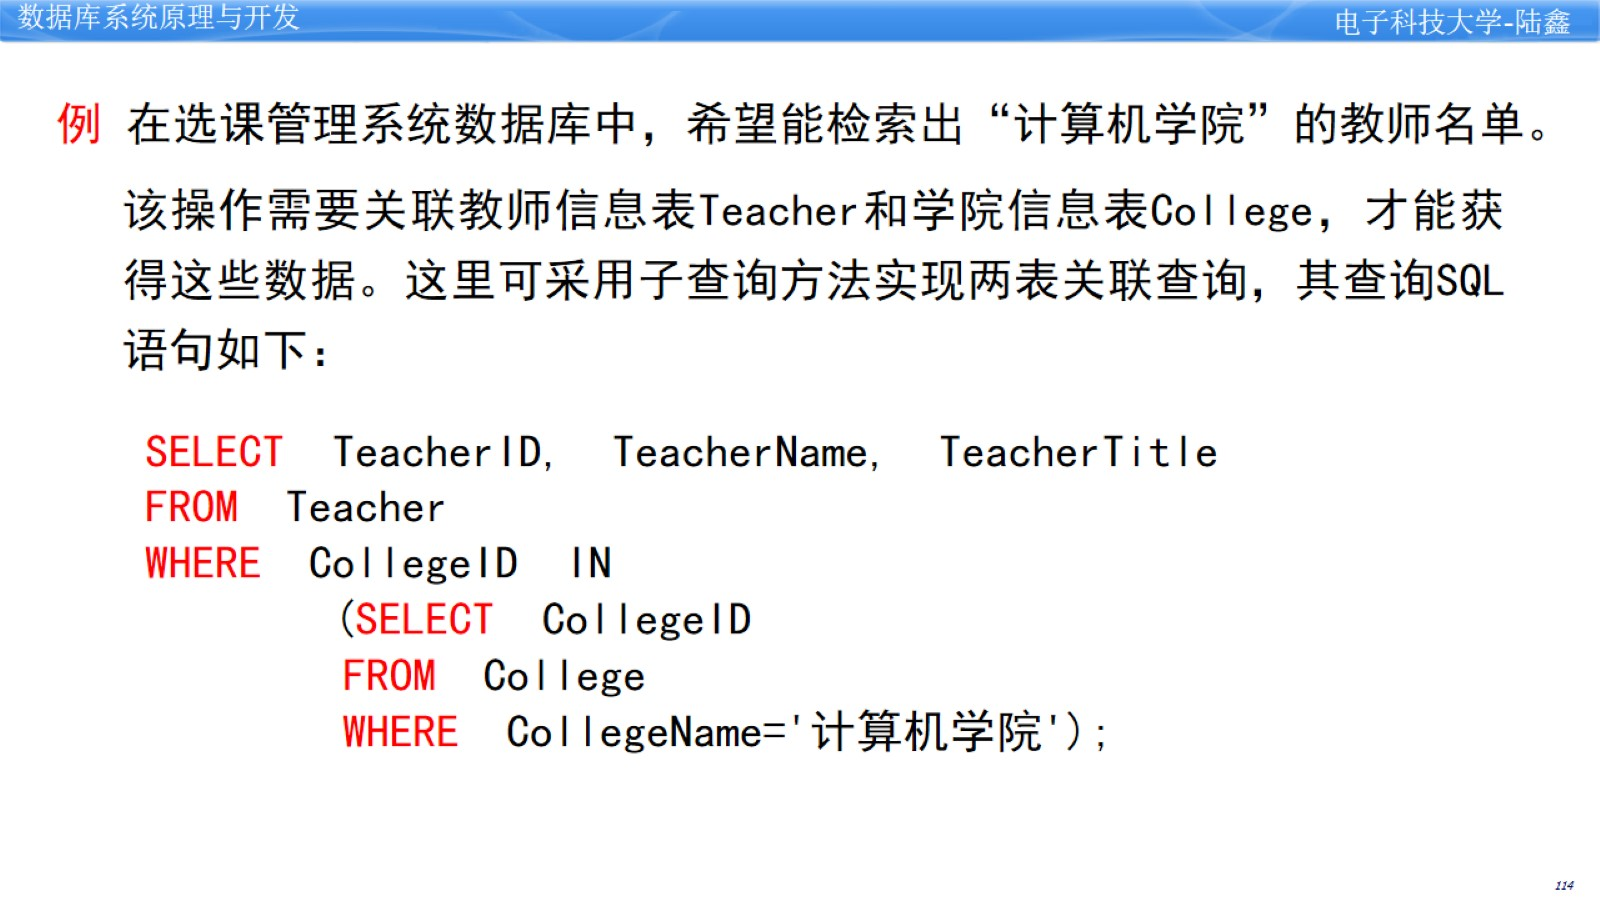 数据库系统原理与开发
电子科技大学-陆鑫
例 在选课管理系统数据库中，希望能检索出“计算机学院”的教师名单。
该操作需要关联教师信息表Teacher和学院信息表College，才能获
得这些数据。这里可采用子查询方法实现两表关联查询，其查询SQL
语句如下：
SELECT TeacherID, TeacherName, TeacherTitle
FROM Teacher
WHERE CollegeID IN
(SELECT CollegeID
FROM College
WHERE CollegeName='计算机学院');
114